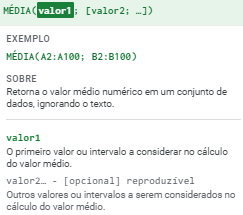 MÉDIA(valor1; [valor2; …])
EXEMPLO
MÉDIA(A2:A100; B2:B100)
SOBRE
Retorna o valor médio numérico em um conjunto de
dados, ignorando o texto.
valor1
O primeiro valor ou intervalo a considerar no cálculo
do valor médio.
valor2… - [opcional] reproduzível
Outros valores ou intervalos a serem considerados no
cálculo do valor médio.